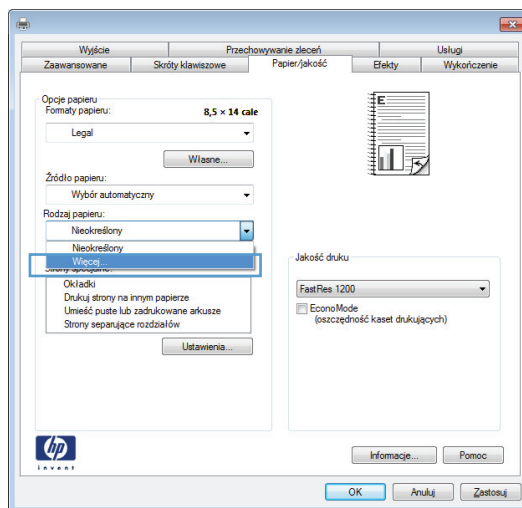 Wyjście Przechowywanie zleceń Usługi
Zaawansowane Skróty klawiszowe Papier/jakość Efekty Wykończenie
Opcje papieru
Formaty papieru: 8,5 × 14 cale
Legal
Własne...
Źródło papieru:
Wybór automatyczny
Rodzaj papieru:
Nieokreślony
Nieokreślony
Więcej...
Strony specjalne:
Okładki
Drukuj strony na innym papierze
Umieść puste lub zadrukowane arkusze
Strony separujące rozdziałów
Ustawienia...
E
Jakość druku
FastRes 1200
EconoMode
(oszczędność kaset drukujących)
hp
invent
Informacje... Pomoc
OK Anuluj Zastosuj